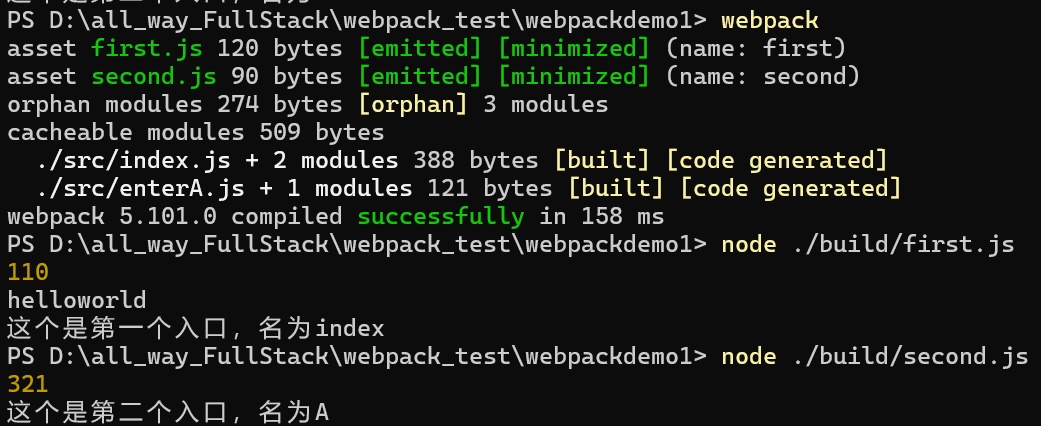 PS D:\all_way_FullStack\webpack_test\webpackdemo1> webpack
asset first.js 120 bytes [emitted] [minimized] (name: first)
asset second.js 90 bytes [emitted] [minimized] (name: second)
orphan modules 274 bytes [orphan] 3 modules
cacheable modules 509 bytes
  ./src/index.js + 2 modules 388 bytes [built] [code generated]
  ./src/enterA.js + 1 modules 121 bytes [built] [code generated]
webpack 5.101.0 compiled successfully in 158 ms
PS D:\all_way_FullStack\webpack_test\webpackdemo1> node ./build/first.js
110
helloworld
这个是第一个入口，名为index
PS D:\all_way_FullStack\webpack_test\webpackdemo1> node ./build/second.js
321
这个是第二个入口，名为A